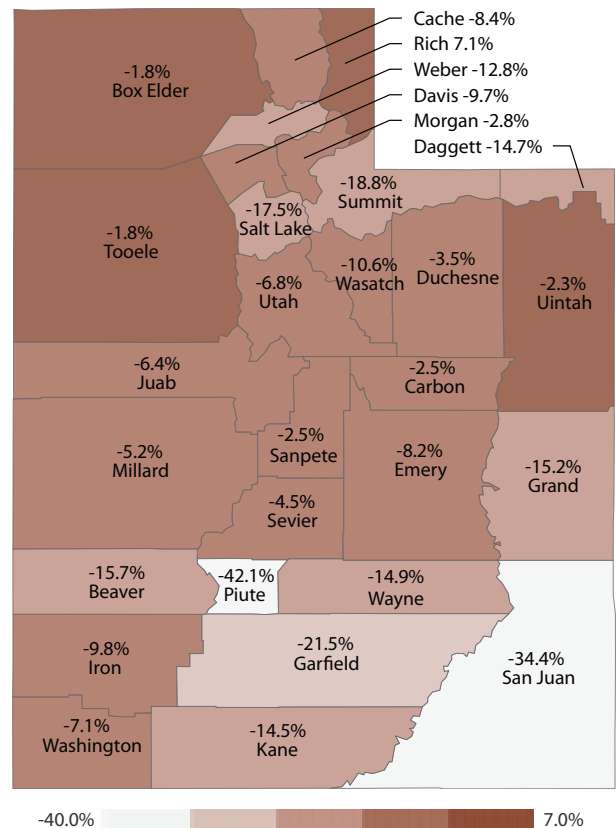 Cache -8.4%
Rich 7.1%
Weber -12.8%
Davis -9.7%
Morgan -2.8%
Daggett -14.7%
-1.8%
Box Elder
-18.8%
Summit
-17.5%
Salt Lake
-1.8%
Tooele
-10.6%
Wasatch
-3.5%
Duchesne
-2.3%
Uintah
-6.8%
Utah
-6.4%
Juab
-2.5%
Carbon
-2.5%
Sanpete
-5.2%
Millard
-8.2%
Emery
-15.2%
Grand
-4.5%
Sevier
-15.7%
Beaver
-42.1%
Piute
-14.9%
Wayne
-9.8%
Iron
-21.5%
Garfield
-34.4%
San Juan
-7.1%
Washington
-14.5%
Kane
-40.0%
7.0%